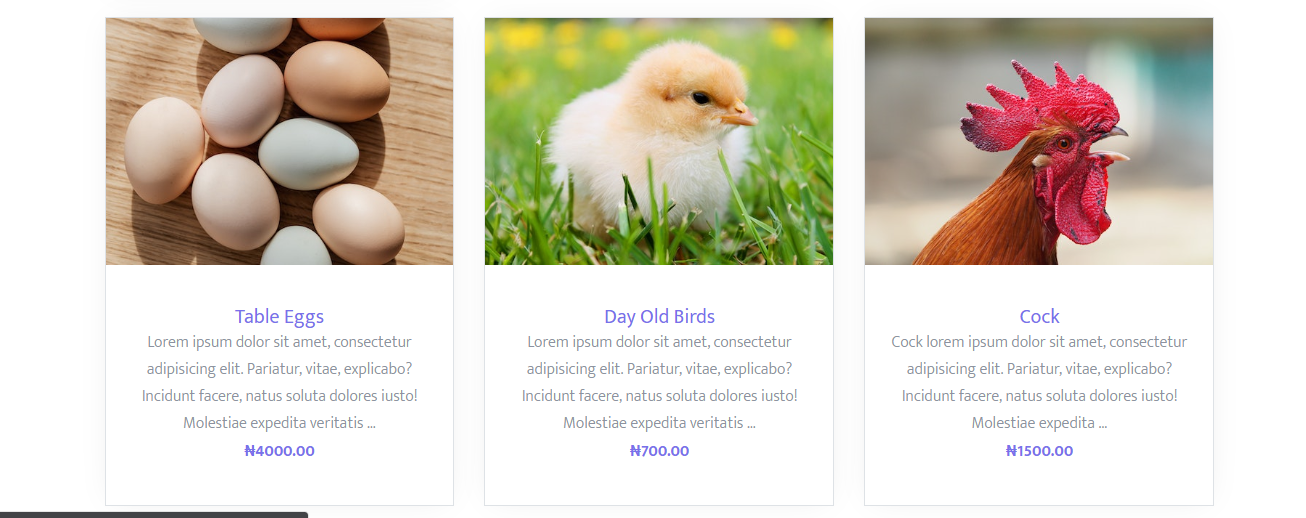 Table Eggs
Lorem ipsum dolor sit amet, consectetur
adipisicing elit. Pariatur, vitae, explicabo?
Incidunt facere, natus soluta dolores iusto!
Molestiae expedita veritatis ...
₦4000.00
Day Old Birds
Lorem ipsum dolor sit amet, consectetur
adipisicing elit. Pariatur, vitae, explicabo?
Incidunt facere, natus soluta dolores iusto!
Molestiae expedita veritatis ...
₦700.00
Cock
Cock lorem ipsum dolor sit amet, consectetur
adipisicing elit. Pariatur, vitae, explicabo?
Incidunt facere, natus soluta dolores iusto!
Molestiae expedita ...
₦1500.00